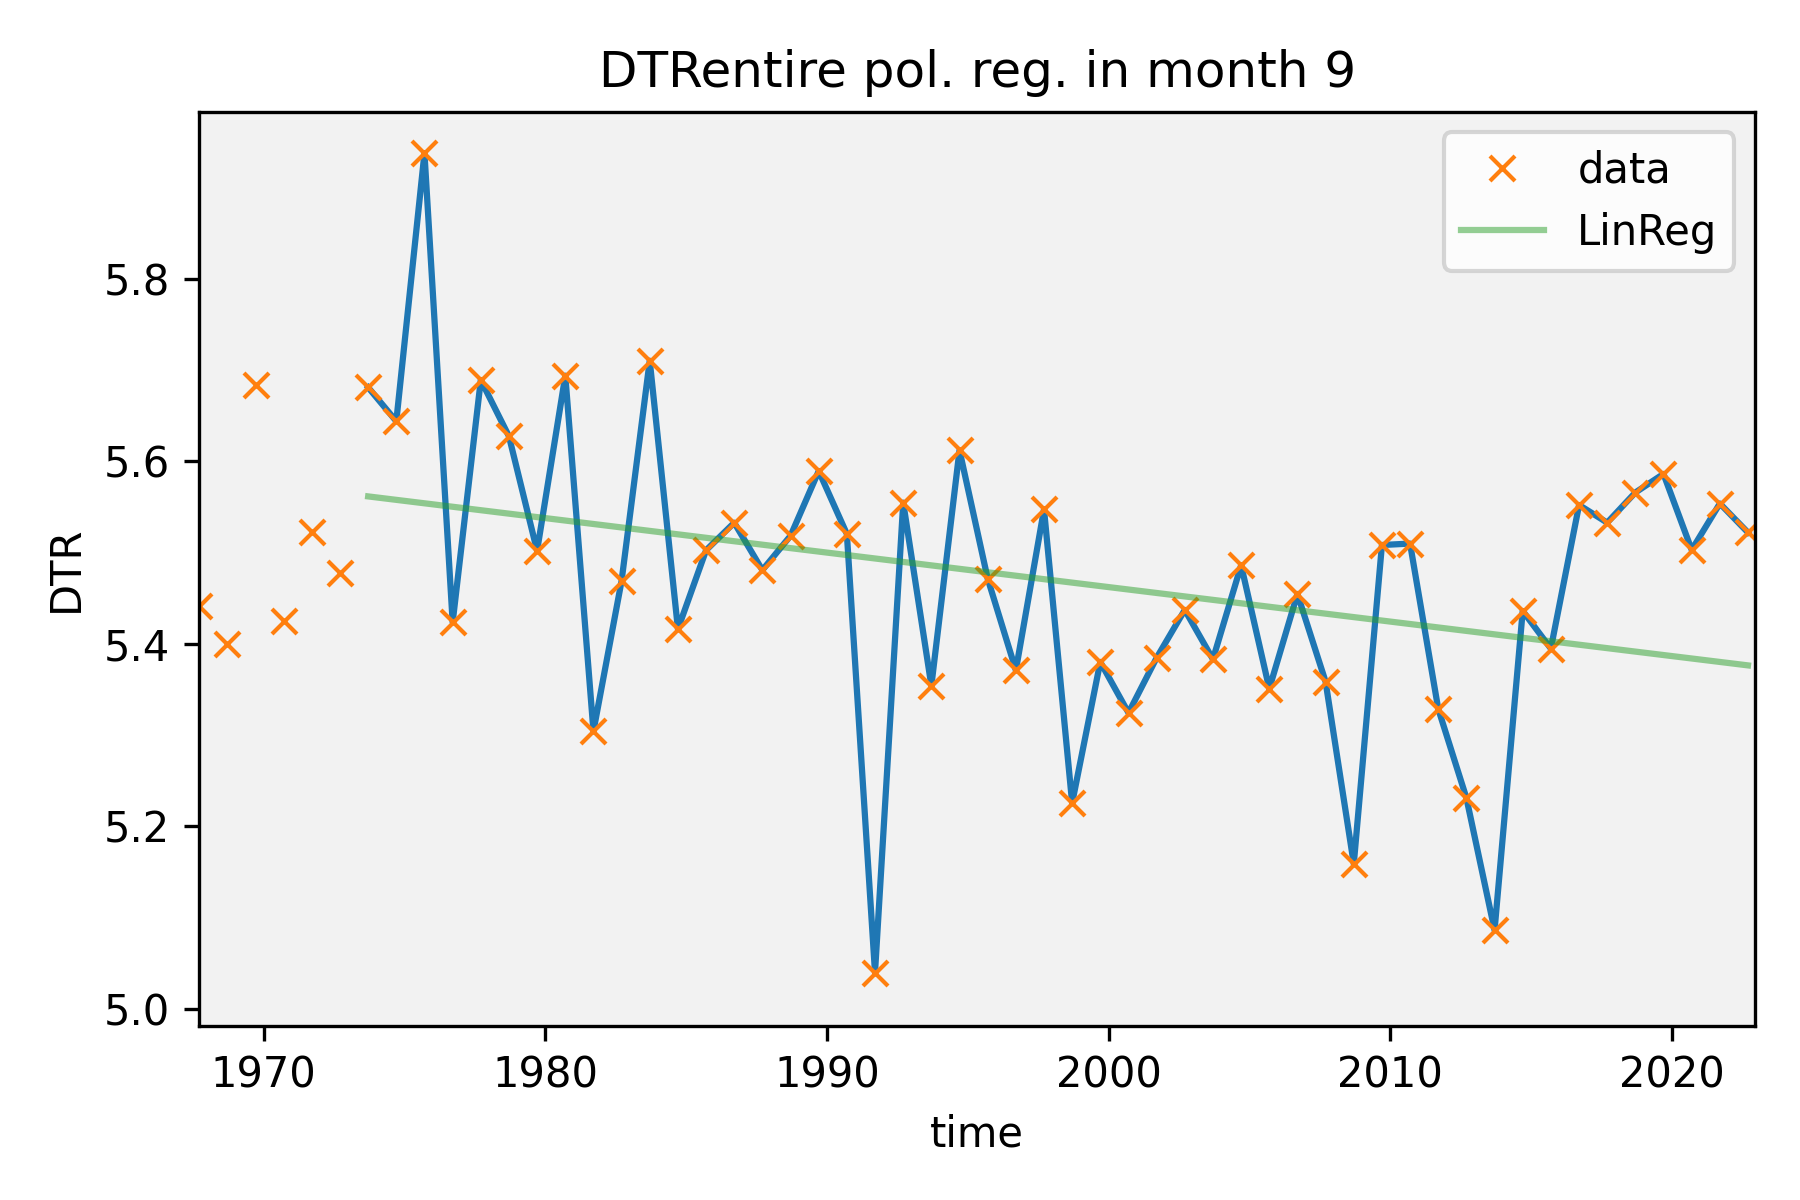 DTRentire pol. reg. in month 9
data
LinReg
DTR
5.8
5.6
5.4
5.2
5.0
1970 1980 1990 2000 2010 2020
time